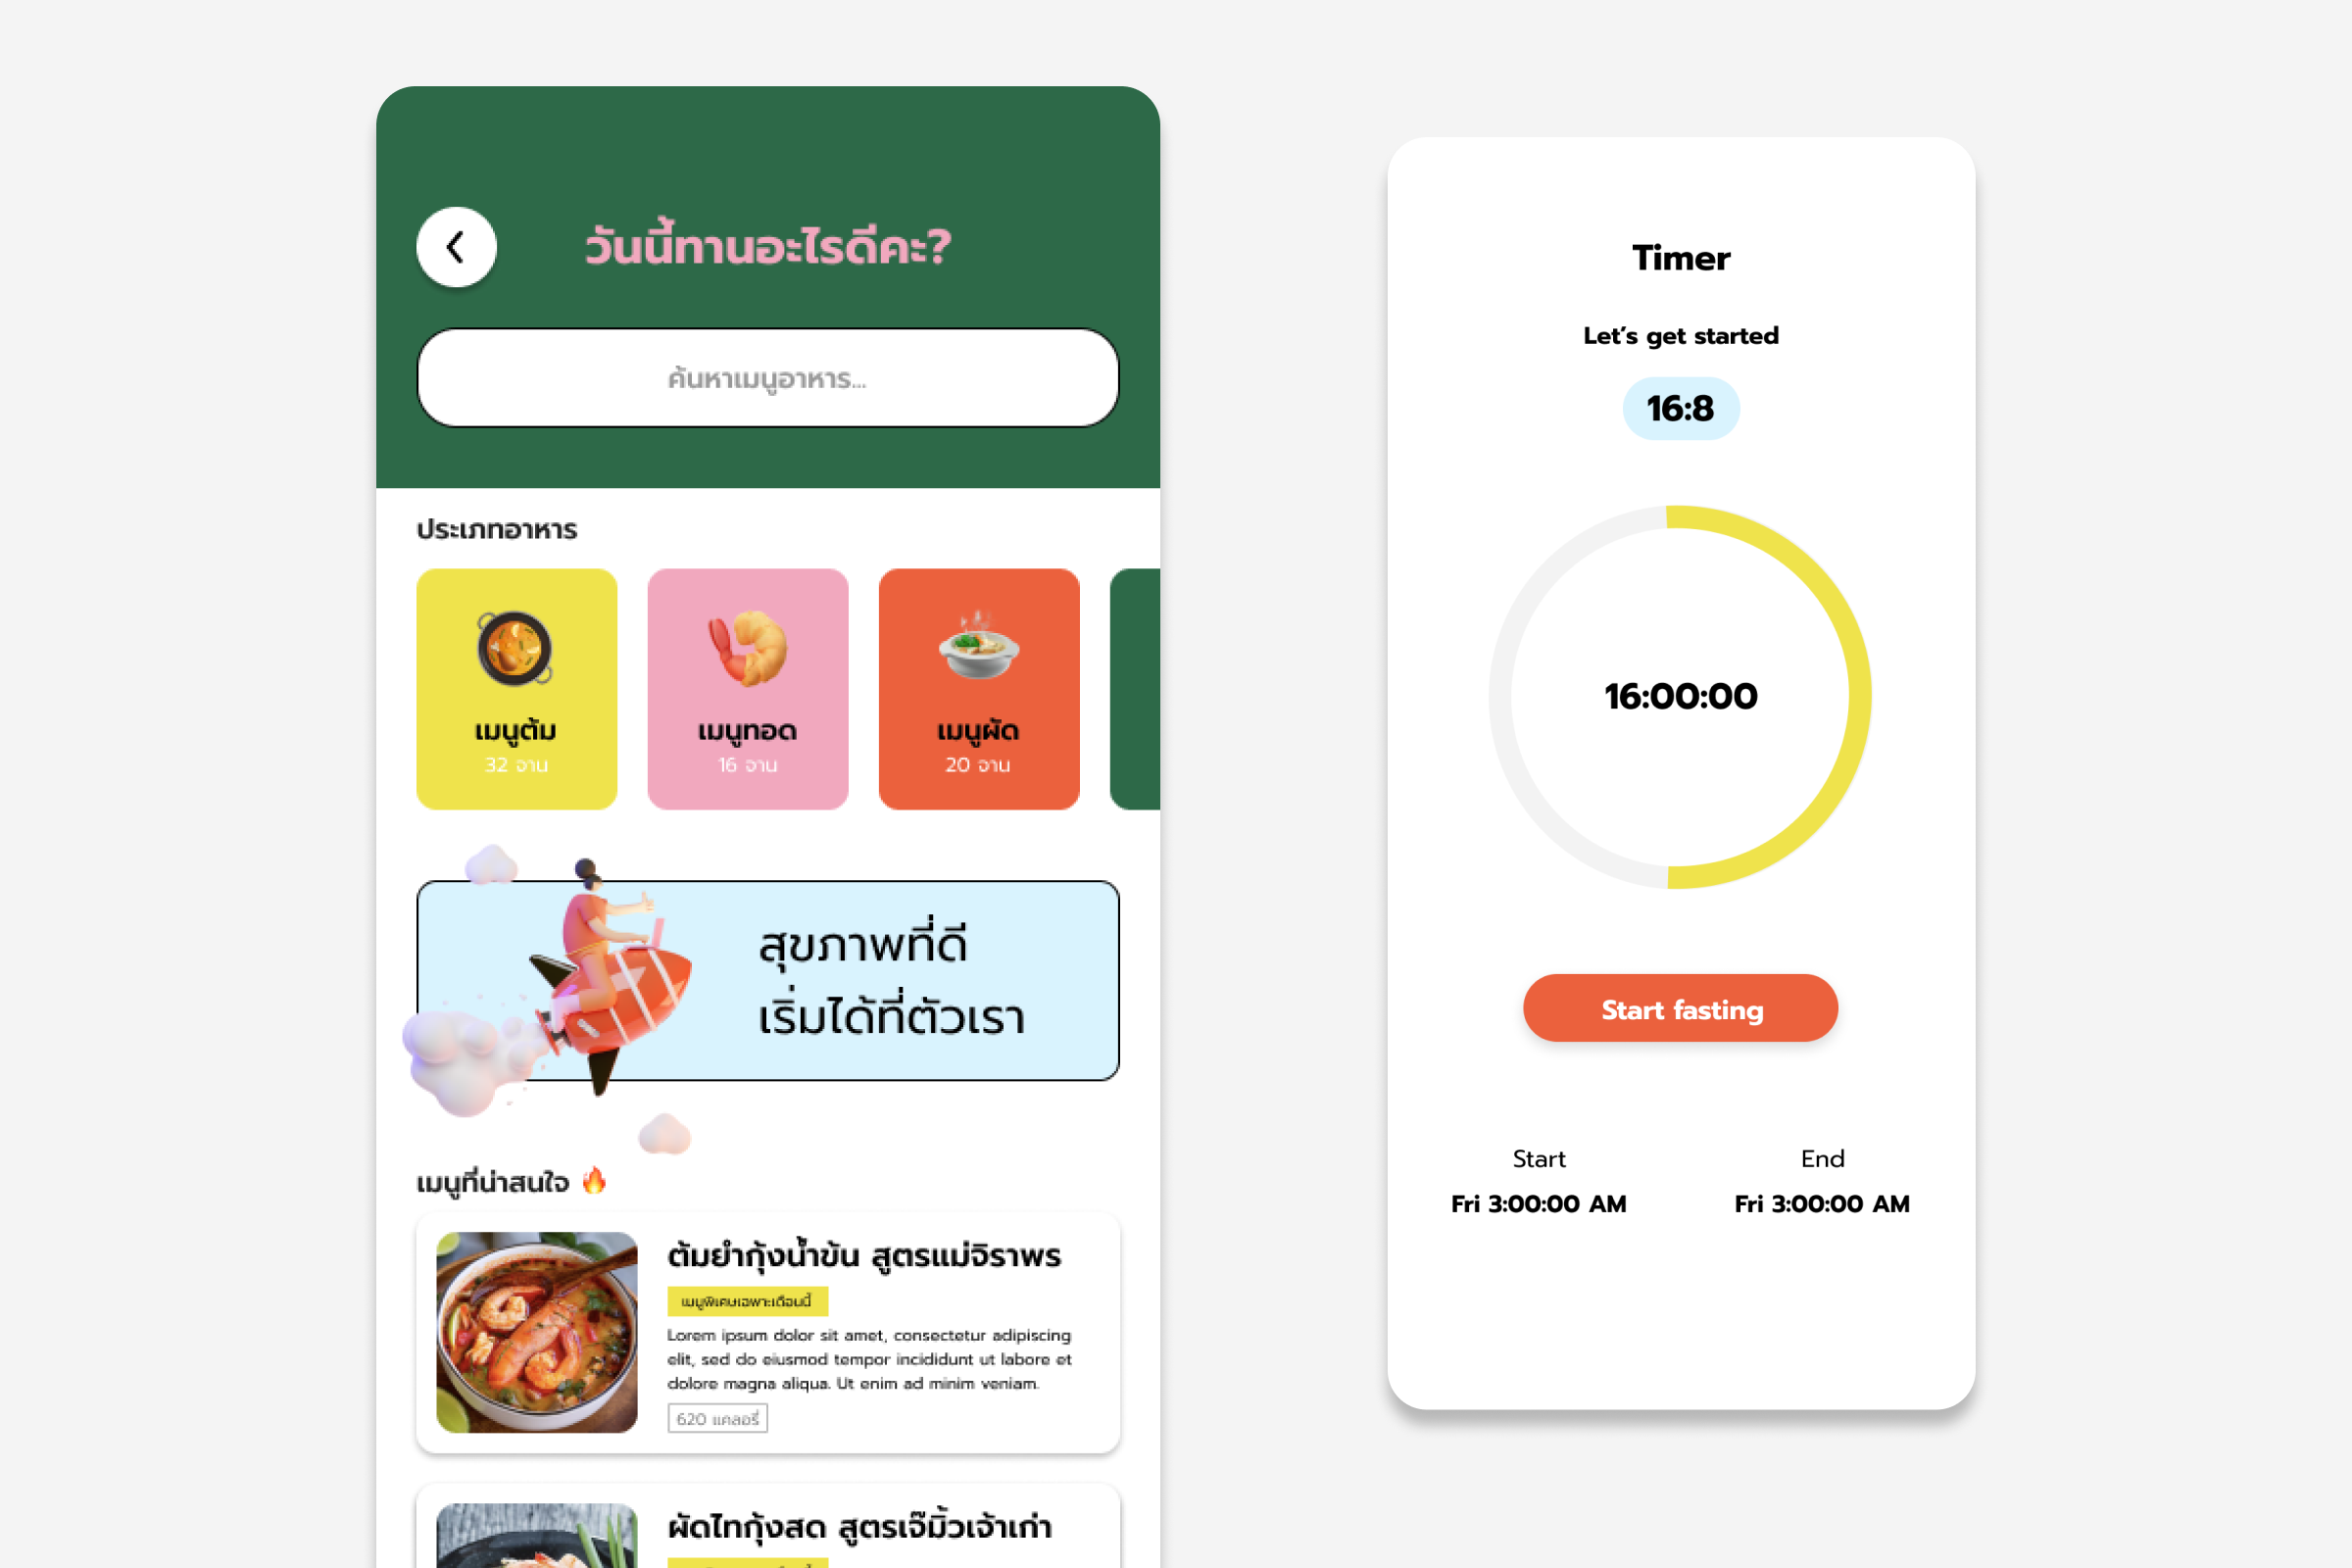 วันนี้ทานอะไรดีคะ?
ค้นหาเมนูอาหาร...
ประเภทอาหาร
เมนูต้ม
32 จาน
เมนูทอด
16 จาน
เมนูผัด
20 จาน
สุขภาพที่ดี
เริ่มได้ที่ตัวเรา
เมนูที่น่าสนใจ 🔥
ต้มยำกุ้งน้ำข้น สูตรแม่จิราพร
เมนูพิเศษเฉพาะเดือนนี้
Lorem ipsum dolor sit amet, consectetur adipiscing
elit, sed do eiusmod tempor incididunt ut labore et
dolore magna aliqua. Ut enim ad minim veniam.
620 แคลอรี่
ผัดไทกุ้งสด สูตรเจ๊มิ้วเจ้าเก่า
Timer
Let's get started
16:8
16:00:00
Start fasting
Start
Fri 3:00:00 AM
End
Fri 3:00:00 AM